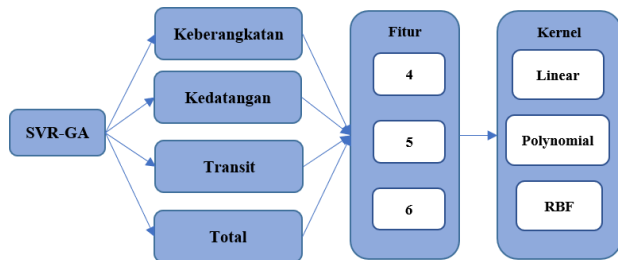 SVR-GA
Keberangkatan
Kedatangan
Transit
Total
Fitur
4
5
6
Kernel
Linear
Polynomial
RBF